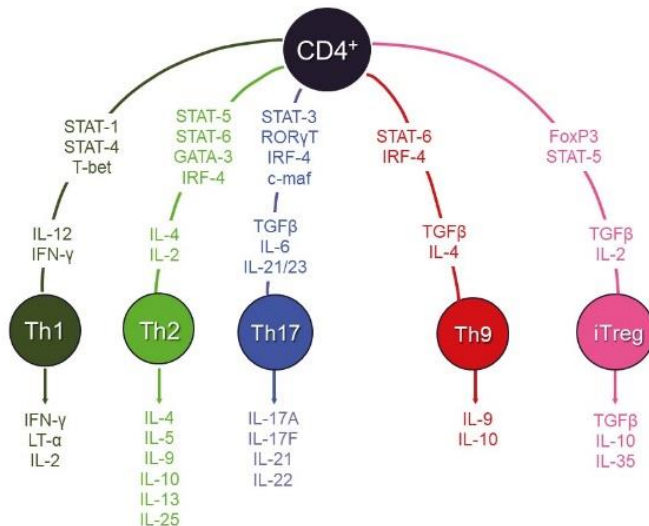 CD4+
STAT-1
STAT-4
T-bet
IL-12
IFN-γ
Th1
IFN-γ
LT-α
IL-2
STAT-5
STAT-6
GATA-3
IRF-4
IL-4
IL-2
Th2
IL-4
IL-5
IL-9
IL-10
IL-13
IL-25
STAT-3
RORγT
IRF-4
c-maf
TGFβ
IL-6
IL-21/23
Th17
IL-17A
IL-17F
IL-21
IL-22
STAT-6
IRF-4
TGFβ
IL-4
Th9
IL-9
IL-10
FoxP3
STAT-5
TGFβ
IL-2
iTreg
TGFβ
IL-10
IL-35